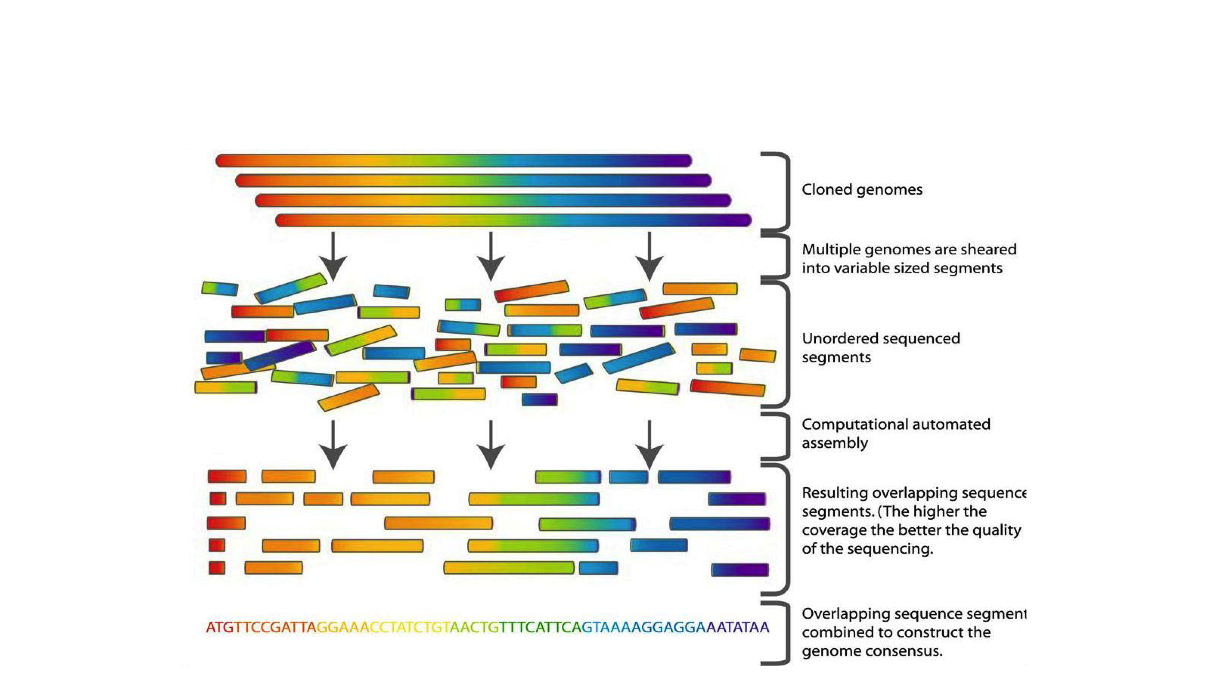 Cloned genomes
Multiple genomes are sheared
into variable sized segments
Unordered sequenced
segments
Computational automated
assembly
Resulting overlapping sequence
segments. (The higher the
coverage the better the quality
of the sequencing.
ATGTTCCGATTAGGAAACCTATCTGTAACTGTTTCATTCAGTAAAAGGAGGAAATATAA
Overlapping sequence segment
combined to construct the
genome consensus.